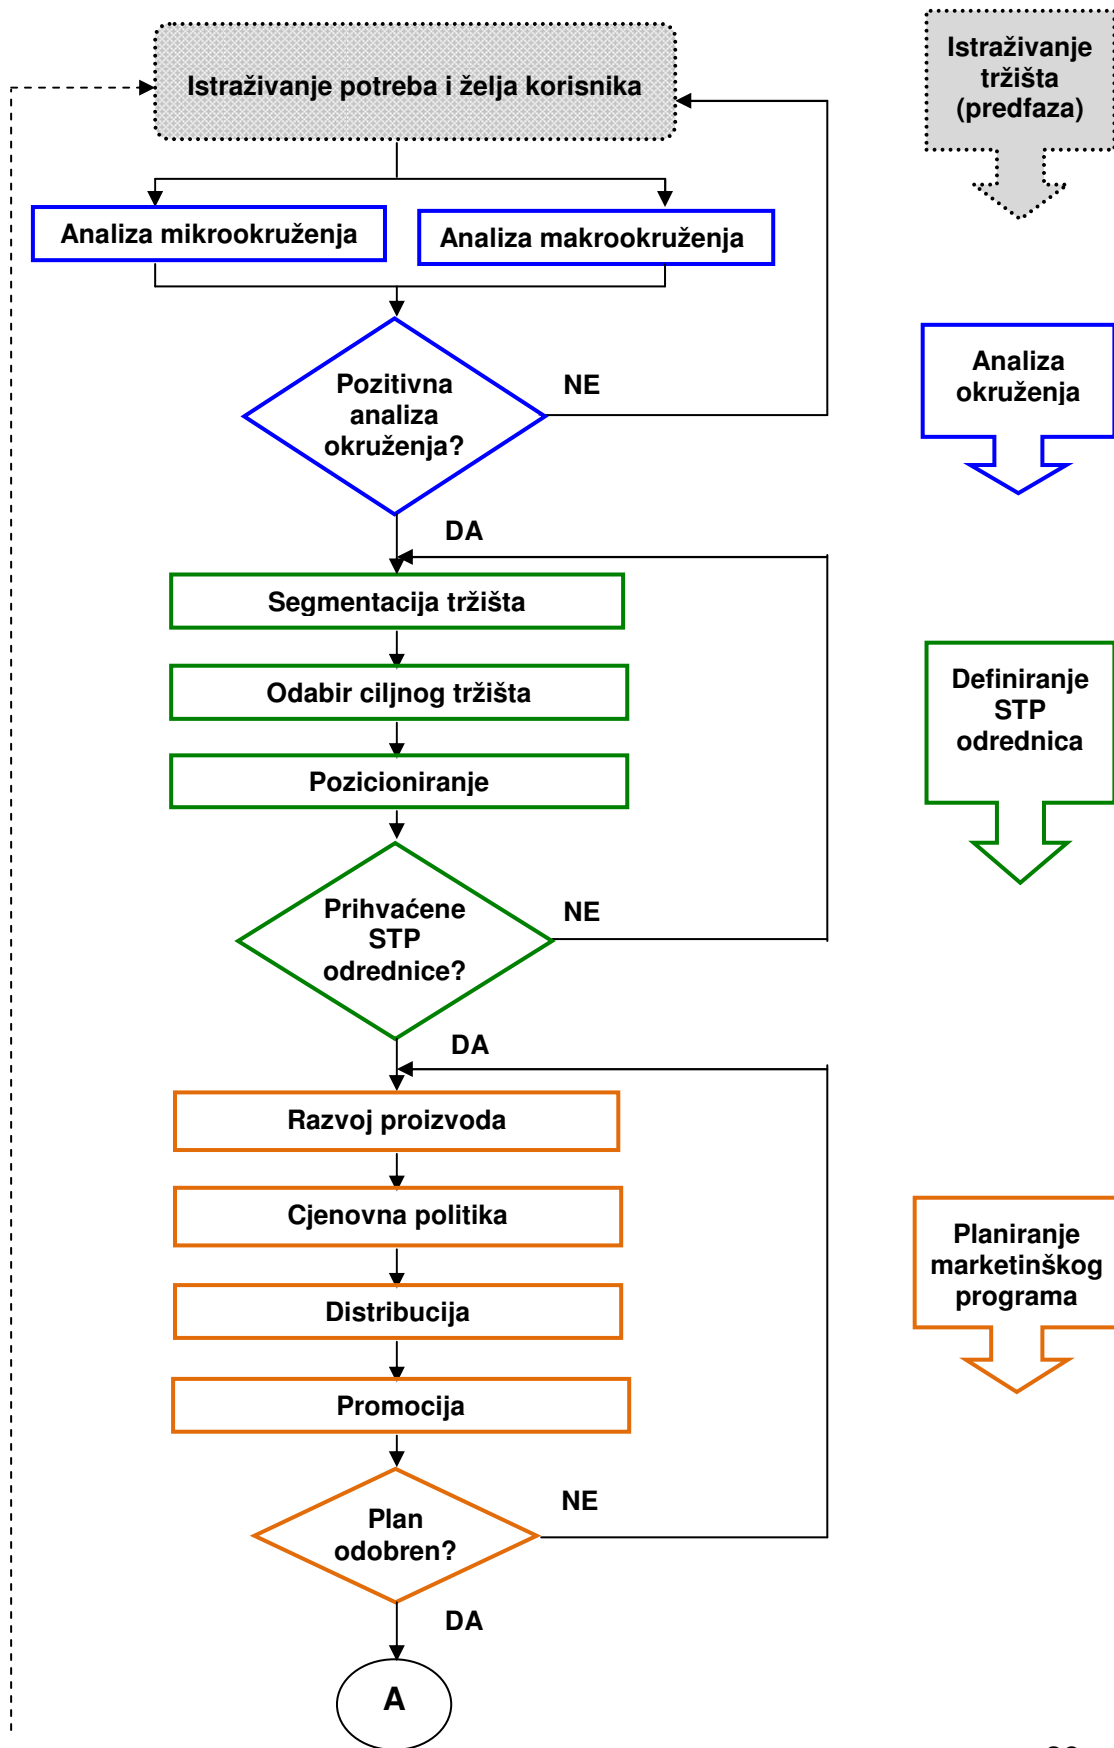 Istraživanje potreba i želja korisnika
Istraživanje
tržišta
(predfaza)
Analiza mikrookruženja
Analiza makrookruženja
Pozitivna
analiza
okruženja?
NE
Analiza
okruženja
DA
Segmentacija tržišta
Odabir ciljnog tržišta
Pozicioniranje
Definiranje
STP
odrednica
Prihvaćene
STP
odrednice?
NE
DA
Razvoj proizvoda
Cjenovna politika
Distribucija
Promocija
Planiranje
marketinškog
programa
Plan
odobren?
NE
DA
A